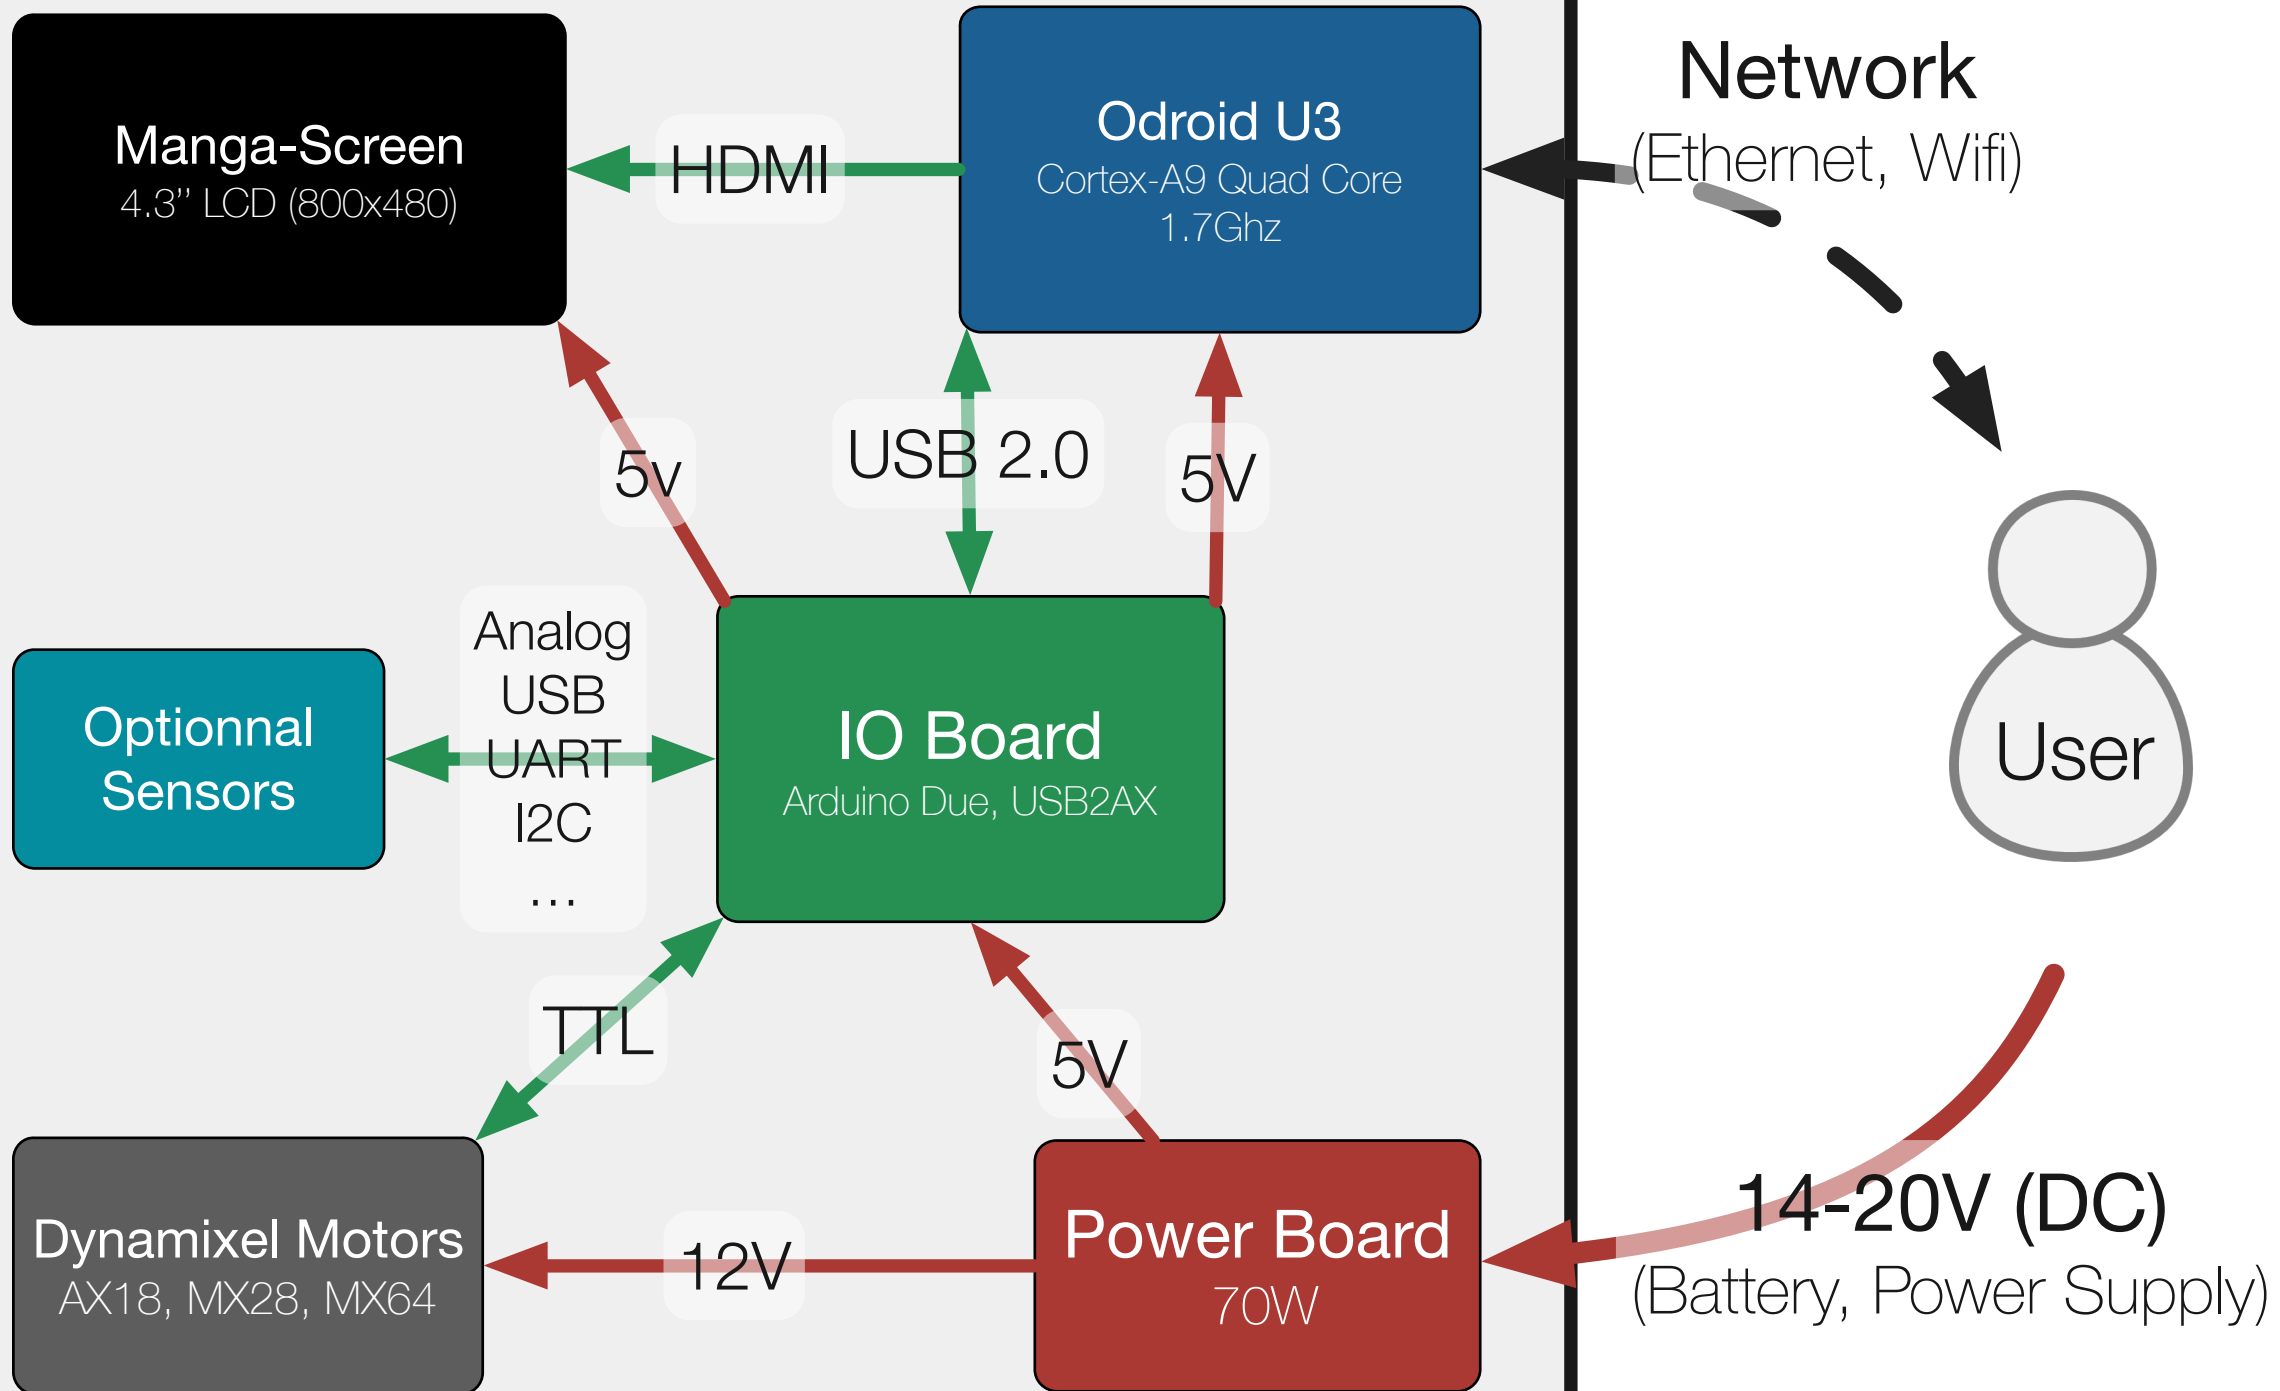 Manga-Screen
4.3’’ LCD (800x480)
HDMI
Odroid U3
Cortex-A9 Quad Core
1.7Ghz
Network
(Ethernet, Wifi)
5v
USB 2.0
5V
Analog
USB
UART
I2C
...
Optionnal
Sensors
IO Board
Arduino Due, USB2AX
User
TTL
5V
Dynamixel Motors
AX18, MX28, MX64
12V
Power Board
70W
14-20V (DC)
(Battery, Power Supply)